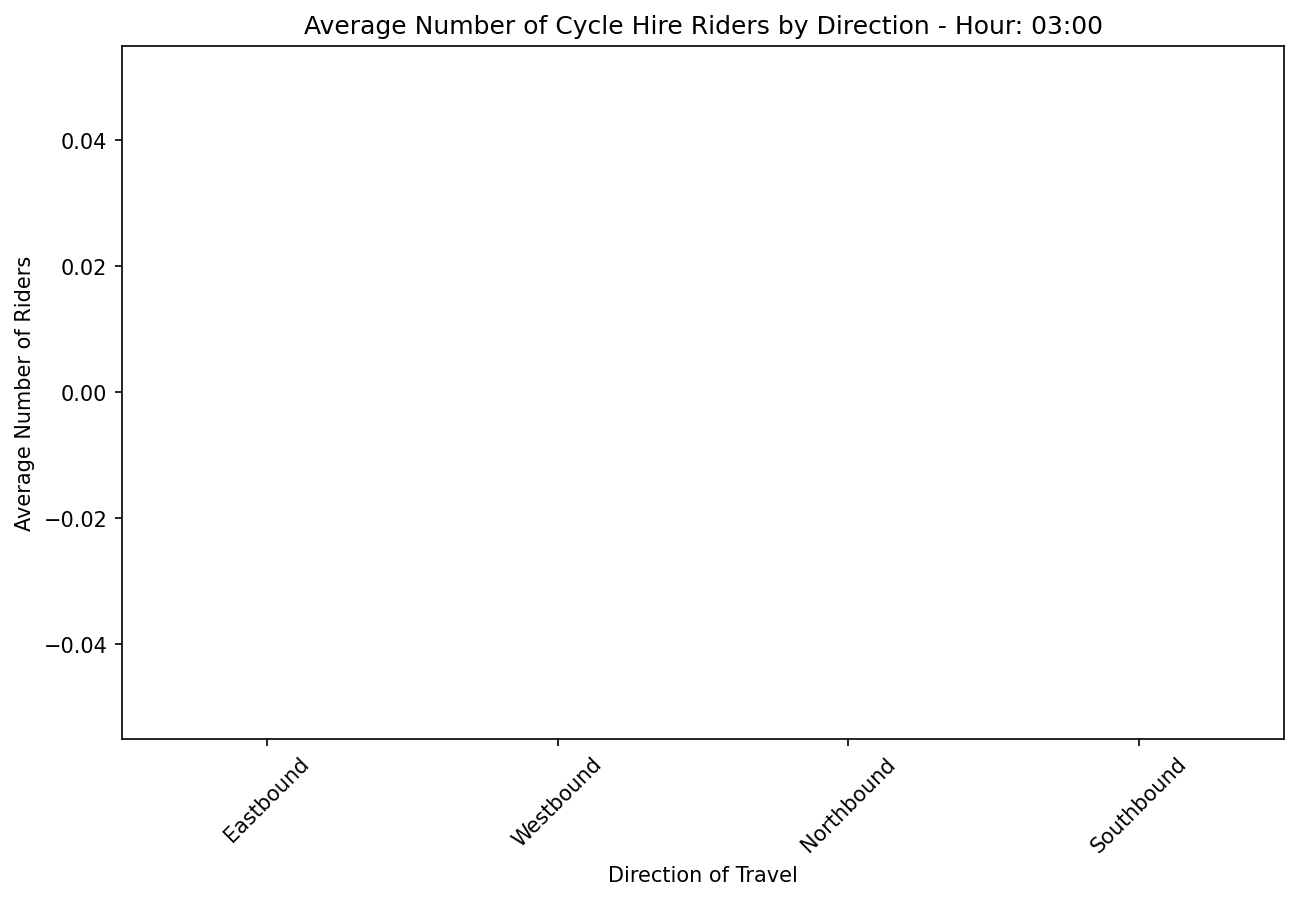 Average Number of Cycle Hire Riders by Direction - Hour: 03:00
Average Number of Riders
0.04
0.02
0.00
−0.02
−0.04
Eastbound
Westbound
Northbound
Southbound
Direction of Travel